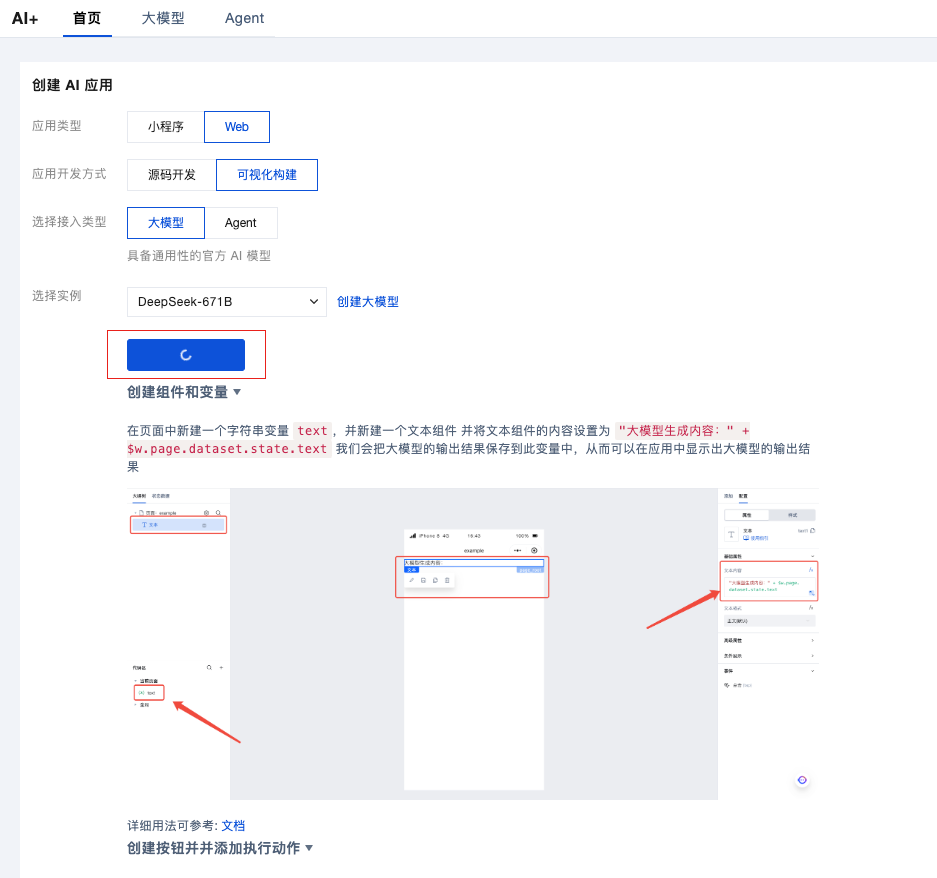 AI+ 首页 大模型 Agent
创建 AI 应用
应用类型 小程序 Web
应用开发方式 源码开发 可视化构建
选择接入类型 大模型 Agent
具备通用性的官方 AI 模型
选择实例 DeepSeek-671B 创建大模型
创建组件和变量
在页面中新建一个字符串变量 text ，并新建一个文本组件 并将文本组件的内容设置为 "大模型生成内容：" +
$w.page.dataset.state.text 我们会把大模型的输出结果保存到此变量中，从而可以在应用中显示出大模型的输出结
果
页面 · example
文本
iPhone 8 4G 16:43 100%
example
大模型生成内容：
文本
属性 样式
文本
基础属性
文本内容
"大模型生成内容：" + $w.page.
dataset.state.text
文本格式
高级属性
事件
text
详细用法可参考: 文档
创建按钮并并添加执行动作